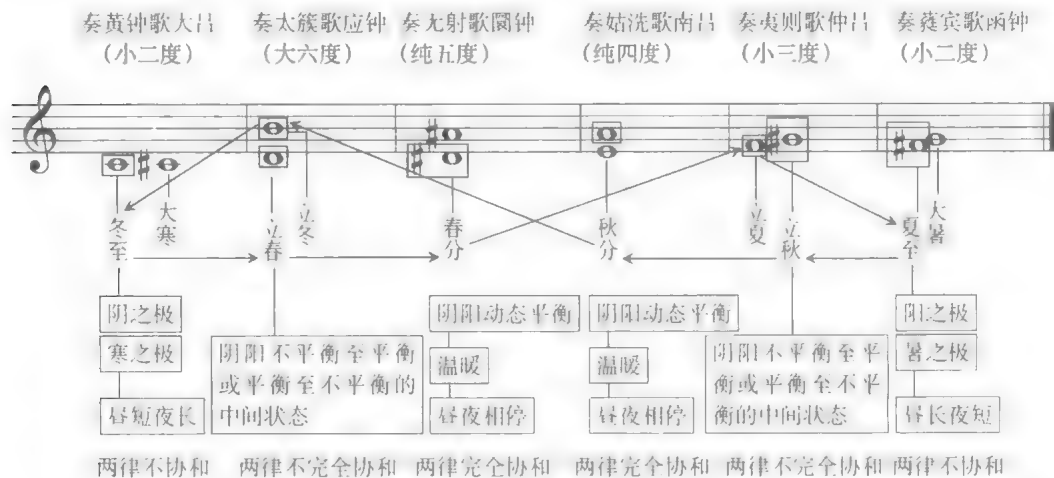 奏黄钟歌大吕 奏太簇歌应钟 奏无射歌圜钟 奏姑洗歌南吕 奏夷则歌仲吕 奏蕤宾歌函钟
(小二度) (大六度) (纯五度) (纯四度) (小三度) (小二度)
冬至 大寒 立春 立冬 春分 秋分 立夏 立秋 夏至 大暑
阴之极 阴阳动态平衡 阴阳动态平衡 阳之极
寒之极 阴阳不平衡至平衡 温暖 温暖 阴阳不平衡至平 暑之极
或平衡至不平衡的 衡或平衡至不平
昼短夜长 中间状态 昼夜相停 昼夜相停 衡的中间状态 昼长夜短
两律不协和 两律不完全协和 两律完全协和 两律完全协和 两律不完全协和 两律不协和